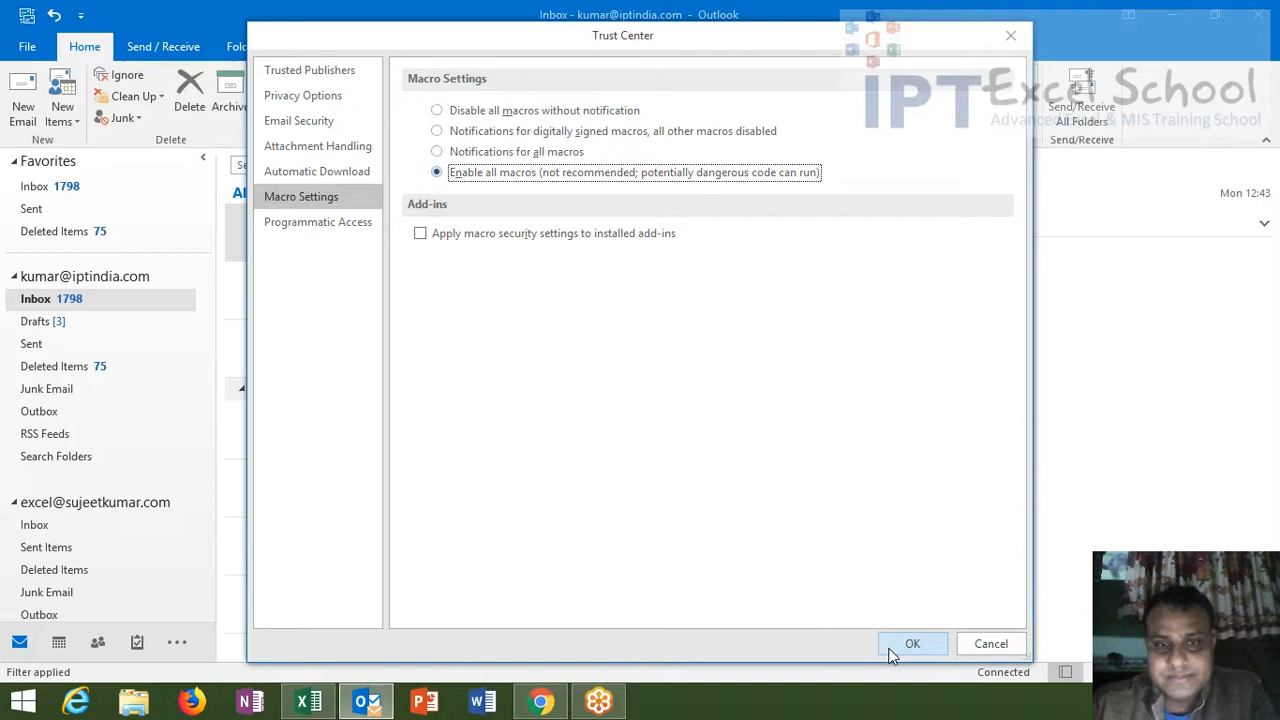 Inbox - kumar@iptindia.com - Outlook
Trust Center
File
Home
Send / Receive
Fol
IPT Excel School
Advanced Excel & MIS Training School
New Email
New Items
Ignore
Clean Up
Junk
Delete
Archive
Send/Receive All Folders
New
Delete
Send/Receive
Trusted Publishers
Privacy Options
Email Security
Attachment Handling
Automatic Download
Macro Settings
Programmatic Access
Macro Settings
Disable all macros without notification
Notifications for digitally signed macros, all other macros disabled
Notifications for all macros
Enable all macros (not recommended; potentially dangerous code can run)
Add-ins
Apply macro security settings to installed add-ins
OK
Cancel
Favorites
Inbox 1798
Sent
Deleted Items 75
kumar@iptindia.com
Inbox 1798
Drafts [3]
Sent
Deleted Items 75
Junk Email
Outbox
RSS Feeds
Search Folders
excel@sujeetkumar.com
Inbox
Sent Items
Deleted Items
Junk Email
Outbox
Se
Al
Mon 12:43
Filter applied
Connected